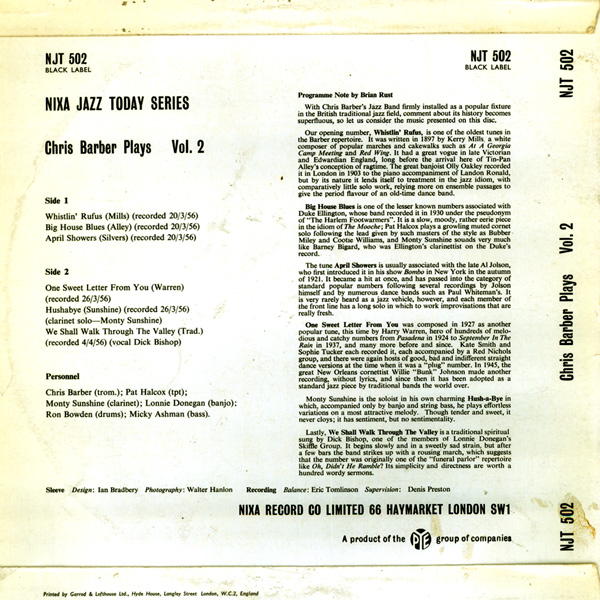 NJT 502
BLACK LABEL
NJT 502
BLACK LABEL
NJT 502
NIXA JAZZ TODAY SERIES
Chris Barber Plays Vol. 2
Side 1
Whistlin' Rufus (Mills) (recorded 20/3/56)
Big House Blues (Alley) (recorded 20/3/56)
April Showers (Silvers) (recorded 20/3/56)
Side 2
One Sweet Letter From You (Warren)
(recorded 26/3/56)
Hushabye (Sunshine) (recorded 26/3/56)
(clarinet solo—Monty Sunshine)
We Shall Walk Through The Valley (Trad.)
(recorded 4/4/56) (vocal Dick Bishop)
Personnel
Chris Barber (trom.); Pat Halcox (tpt);
Monty Sunshine (clarinet); Lonnie Donegan (banjo);
Ron Bowden (drums); Micky Ashman (bass).
Programme Note by Brian Rust
With Chris Barber's Jazz Band firmly installed as a popular fixture
in the British traditional jazz field, comment about its history becomes
superfluous, so let us consider the music presented on this disc.
Our opening number, Whistlin' Rufus, is one of the oldest tunes in
the Barber repertoire. It was written in 1897 by Kerry Mills, a white
composer of popular marches and cakewalks such as At A Georgia
Camp Meeting and Red Wing. It had a great vogue in late Victorian
and Edwardian England, long before the arrival here of Tin-Pan
Alley's conception of ragtime. The great banjoist Olly Oakley recorded
it in London in 1903 to the piano accompaniment of Landon Ronald,
but by its nature it lends itself to treatment in the jazz idiom, with
comparatively little solo work, relying more on ensemble passages to
give the period flavour of an old-time dance band.
Big House Blues is one of the lesser known numbers associated with
Duke Ellington, whose band recorded it in 1930 under the pseudonym
of "The Harlem Footwarmers". It is a slow, moody, rather eerie piece
in the idiom of The Mooche; Pat Halcox plays a growling muted cornet
solo following the lead given by such masters of the style as Bubber
Miley and Cootie Williams, and Monty Sunshine sounds very much
like Barney Bigard, who was Ellington's clarinettist on the Duke's
record.
The tune April Showers is usually associated with the late Al Jolson,
who first introduced it in his show Bombo in New York in the autumn
of 1921. It became a hit at once, and has passed into the category of
standard popular numbers following several recordings by Jolson
himself and by numerous dance bands such as Paul Whiteman's. It
is very rarely heard as a jazz vehicle, however, and each member of
the front line has a long solo in which to work improvisations that are
really fresh.
One Sweet Letter From You was composed in 1927 as another
popular tune, this time by Harry Warren, hero of hundreds of melo-
dious and catchy numbers from Pasadena in 1924 to September In The
Rain in 1937, and many more before and since. Kate Smith and
Sophie Tucker each recorded it, each accompanied by a Red Nichols
group, and there were again hosts of good, bad and indifferent straight
dance versions at the time when it was a "plug" number. In 1945, the
great New Orleans cornettist Willie "Bunk" Johnson made another
recording, without lyrics, and since then it has been adopted as a
standard jazz piece by traditional bands the world over.
Monty Sunshine is the soloist in his own charming Hush-a-Bye in
which, accompanied only by banjo and string bass, he plays effortless
variations on a most attractive melody. Though tender and sweet, it
never cloys; it has sentiment, but no sentimentality.
Lastly, We Shall Walk Through The Valley is a traditional spiritual
sung by Dick Bishop, one of the members of Lonnie Donegan's
Skiffle Group. It begins slowly and in a sweetly sad strain, but after
a few bars the band strikes up with a rousing march, which suggests
that the number was originally one of the "funeral parlor" repertoire
like Oh, Didn't He Ramble? Its simplicity and directness are worth a
hundred wordy sermons.
Chris Barber Plays Vol. 2
Sleeve Design: Ian Bradbery Photography: Walter Hanlon Recording Balance: Eric Tomlinson Supervision: Denis Preston
NIXA RECORD CO LIMITED 66 HAYMARKET LONDON SW1
A product of the PYE group of companies
NJT 502
Printed by Garrod & Lofthouse Ltd., Hyde House, Langley Street London, W.C.2, England